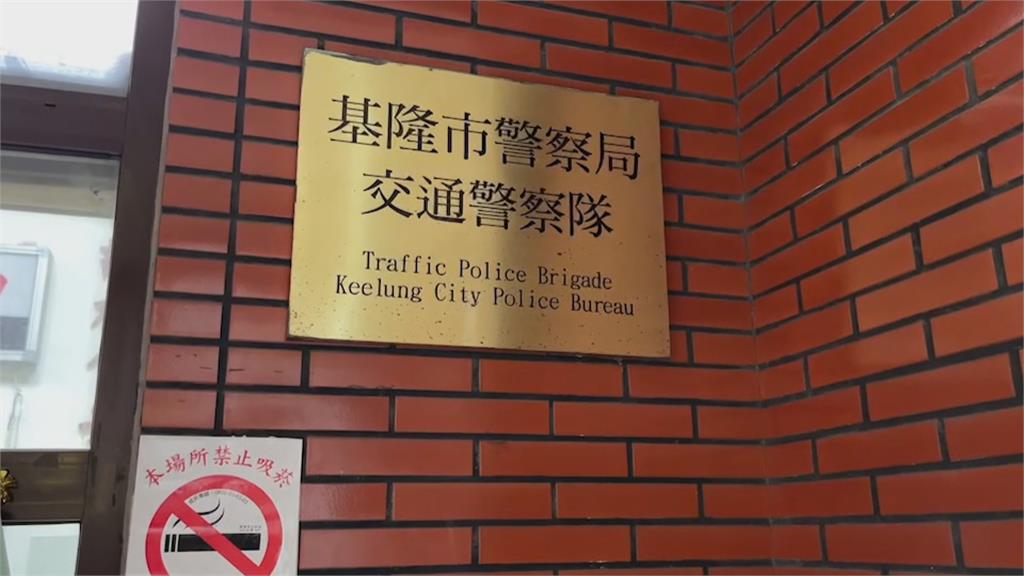 基隆市警察局
交通警察隊
Traffic Police Brigade
Keelung City Police Bureau
本場所禁止吸菸